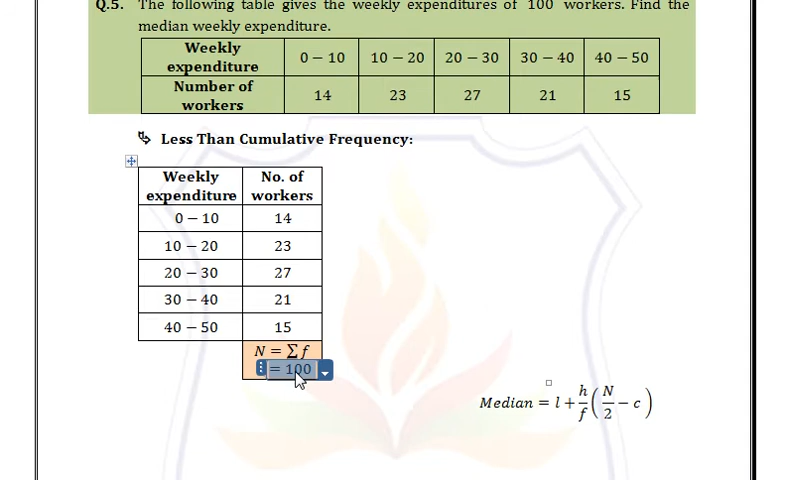 Q.5. The following table gives the weekly expenditures of 100 workers. Find the
median weekly expenditure.
Weekly expenditure 0 – 10 10 – 20 20 – 30 30 – 40 40 – 50
Number of workers 14 23 27 21 15
Less Than Cumulative Frequency:
Weekly expenditure No. of workers
0 – 10 14
10 – 20 23
20 – 30 27
30 – 40 21
40 – 50 15
N = ∑ f
= 100
Median = l + h/f (N/2 − c)